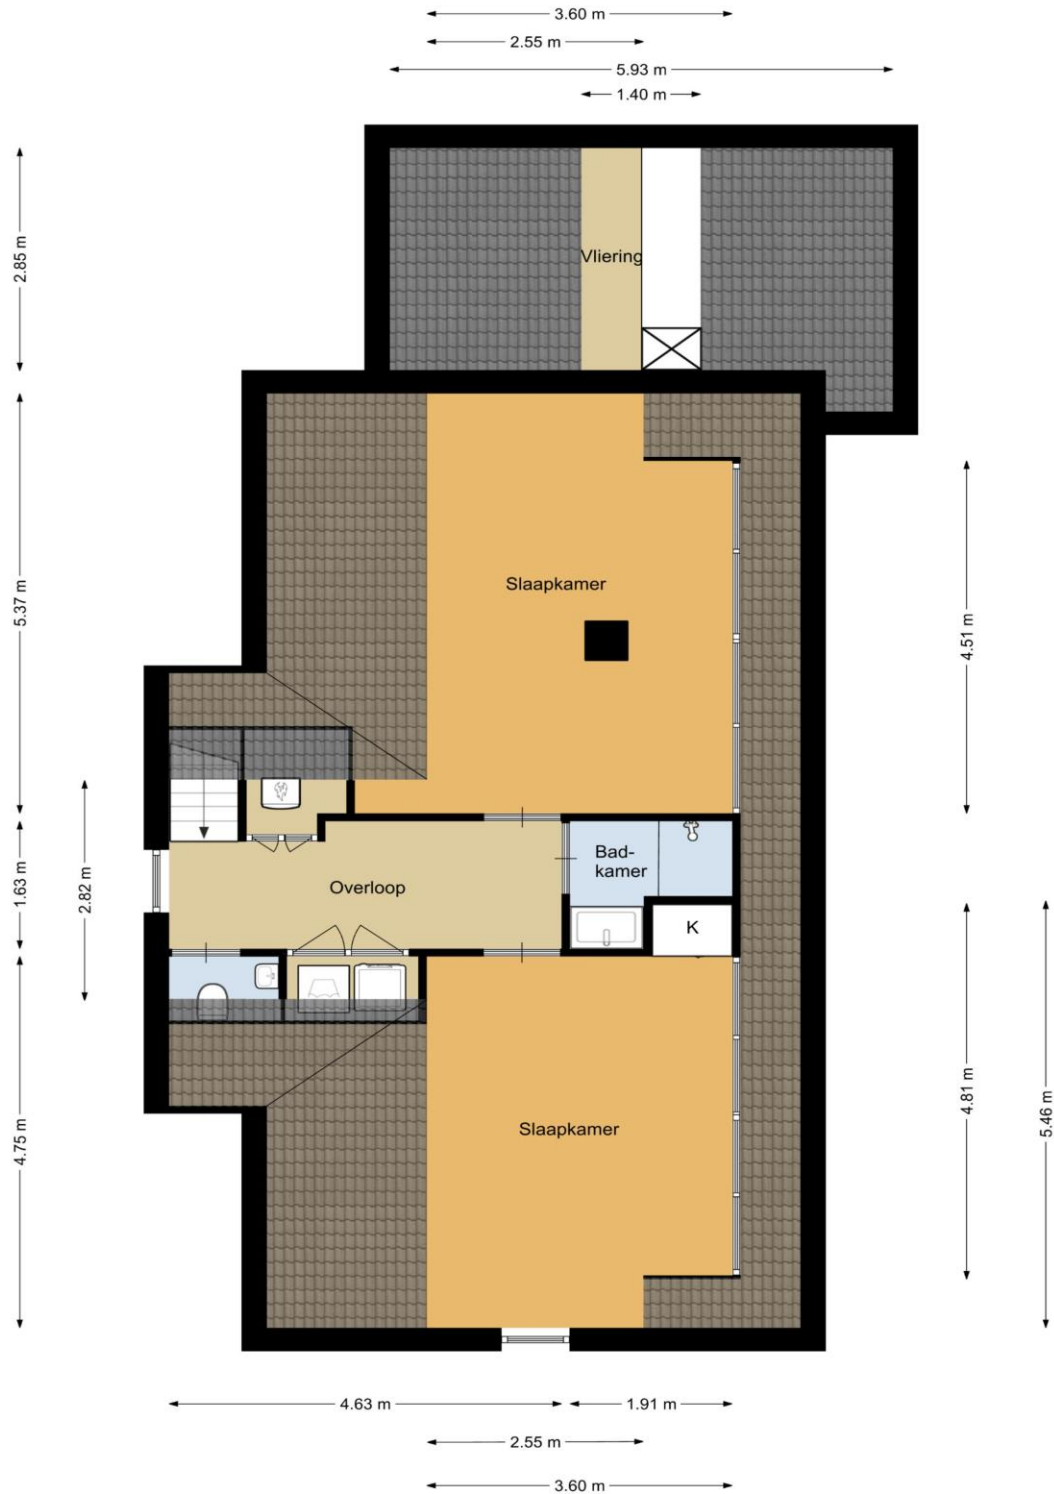 3.60 m
2.55 m
5.93 m
1.40 m
2.85 m
Vliering
5.37 m
Slaapkamer
4.51 m
1.63 m
2.82 m
Overloop
Bad-
kamer
K
4.75 m
Slaapkamer
4.81 m
5.46 m
4.63 m
1.91 m
2.55 m
3.60 m